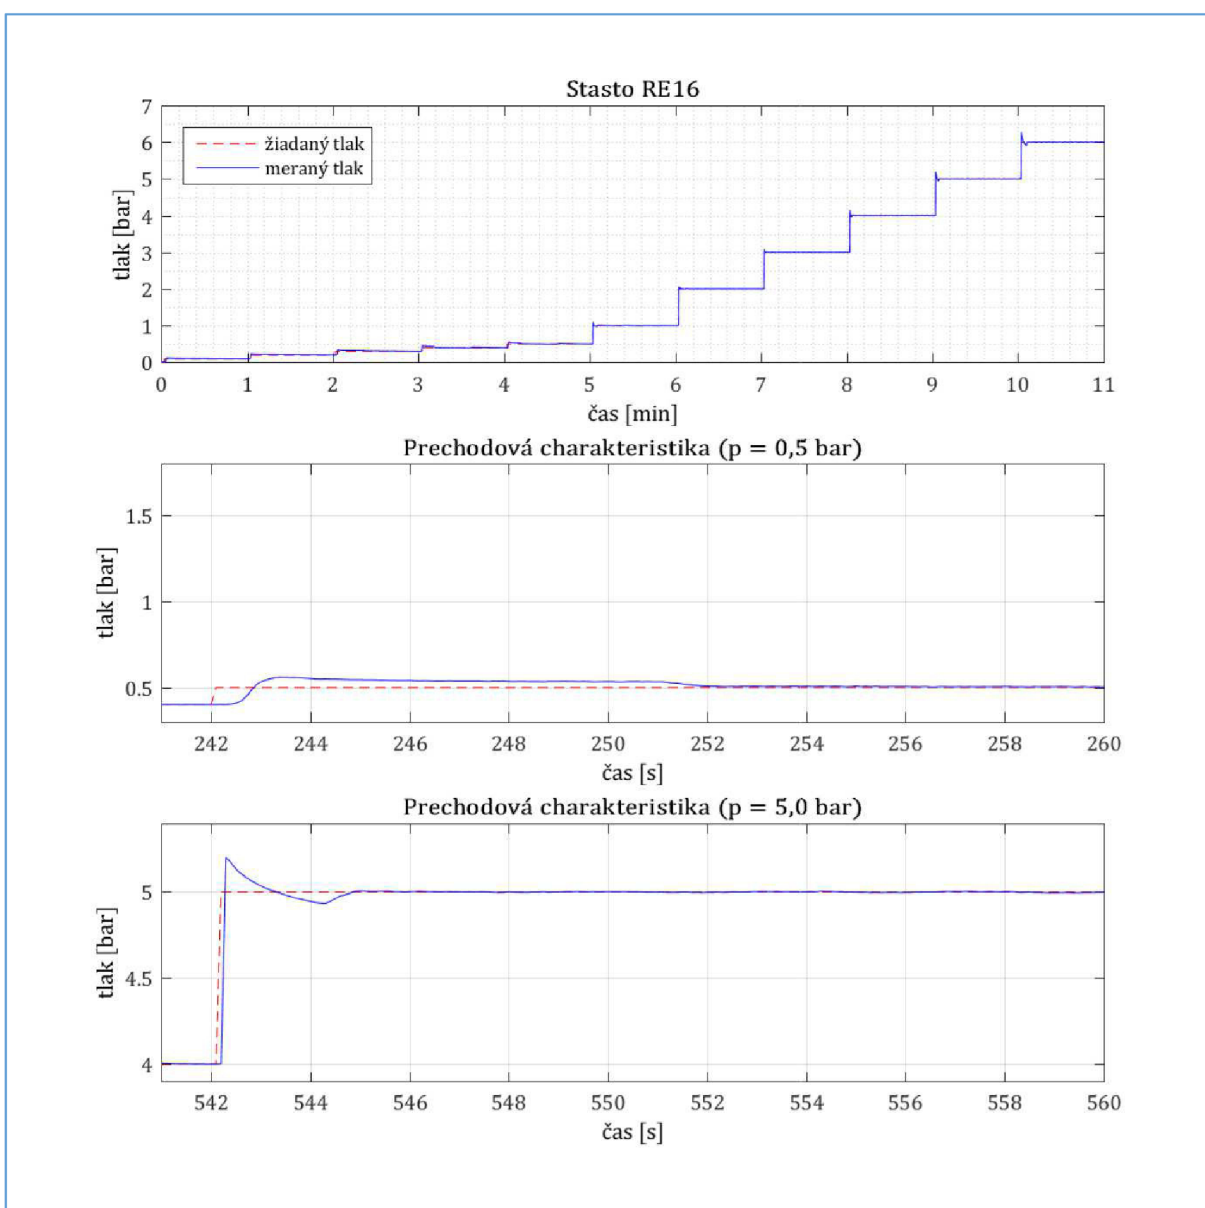 Stasto RE16
7
6
5
4
3
2
1
0
tlak [bar]
žiadaný tlak
meraný tlak
0 1 2 3 4 5 6 7 8 9 10 11
čas [min]
Prechodová charakteristika (p = 0,5 bar)
1.5
1
0.5
tlak [bar]
242 244 246 248 250 252 254 256 258 260
čas [s]
Prechodová charakteristika (p = 5,0 bar)
5
4.5
4
tlak [bar]
542 544 546 548 550 552 554 556 558 560
čas [s]